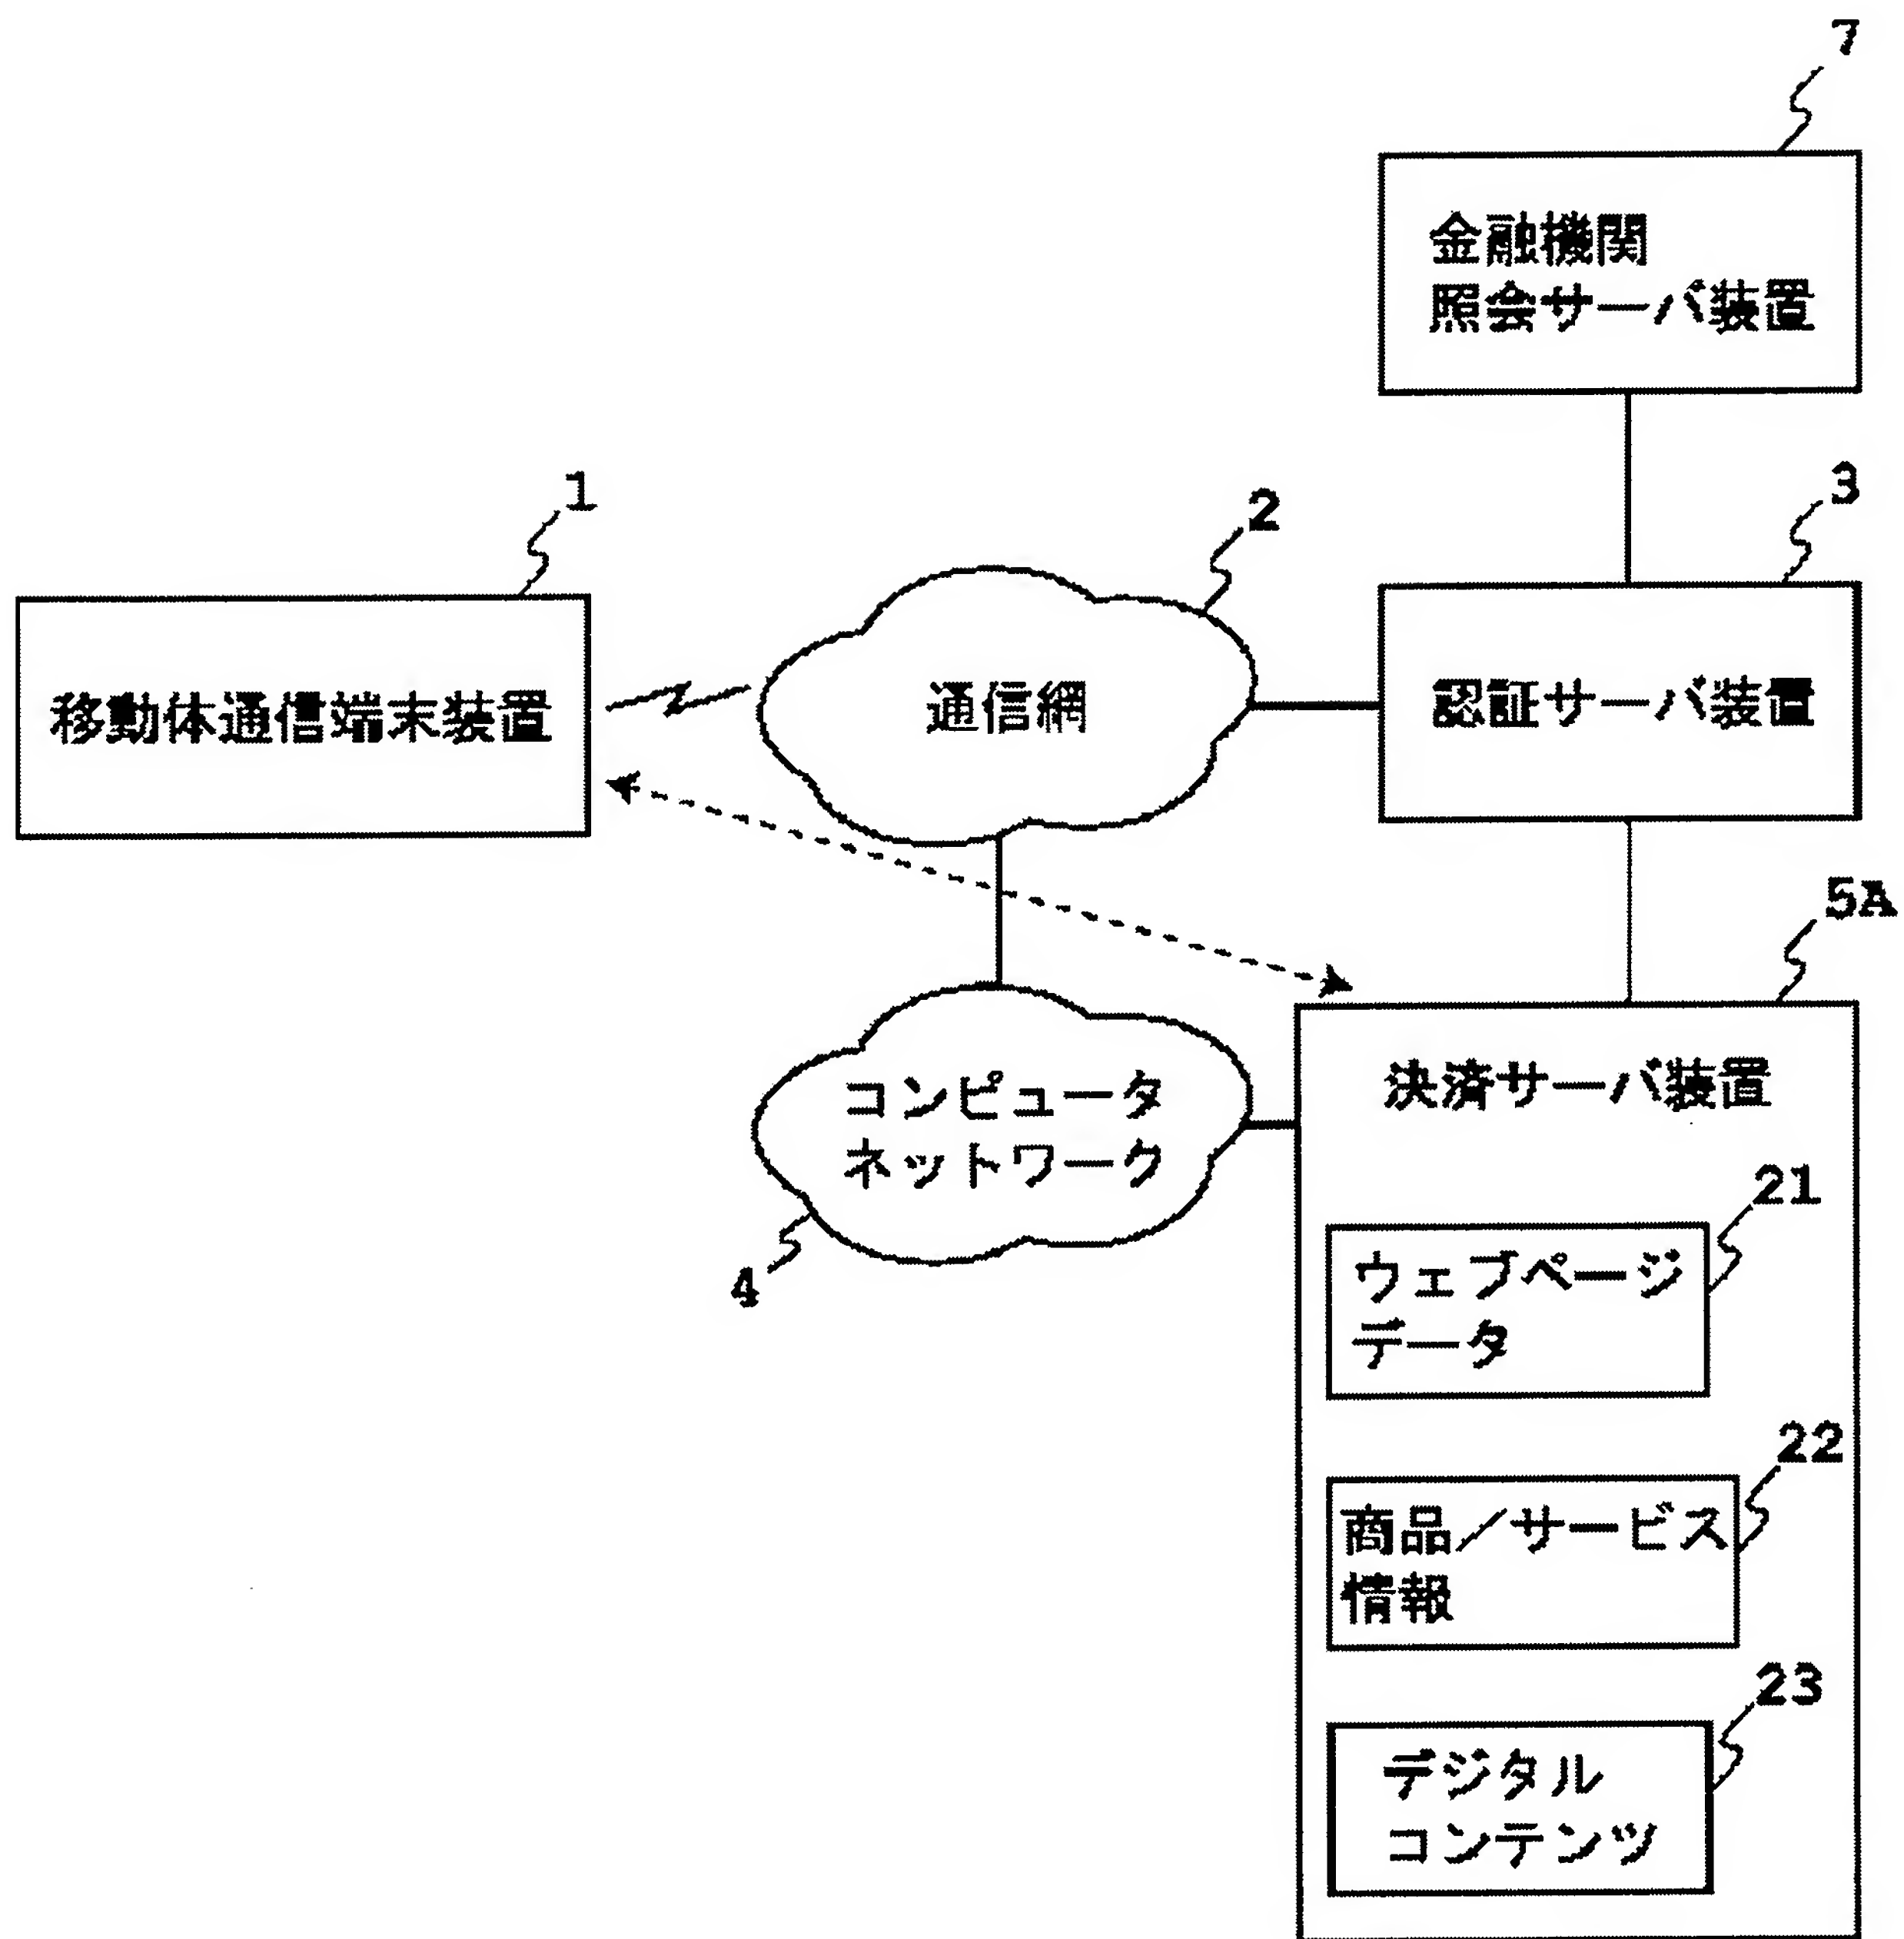 7
金融機関
照会サーバ装置
1
2
3
移動体通信端末装置
通信網
認証サーバ装置
5A
コンピュータ
ネットワーク
4
決済サーバ装置
21
ウェブページ
データ
22
商品／サービス
情報
23
デジタル
コンテンツ